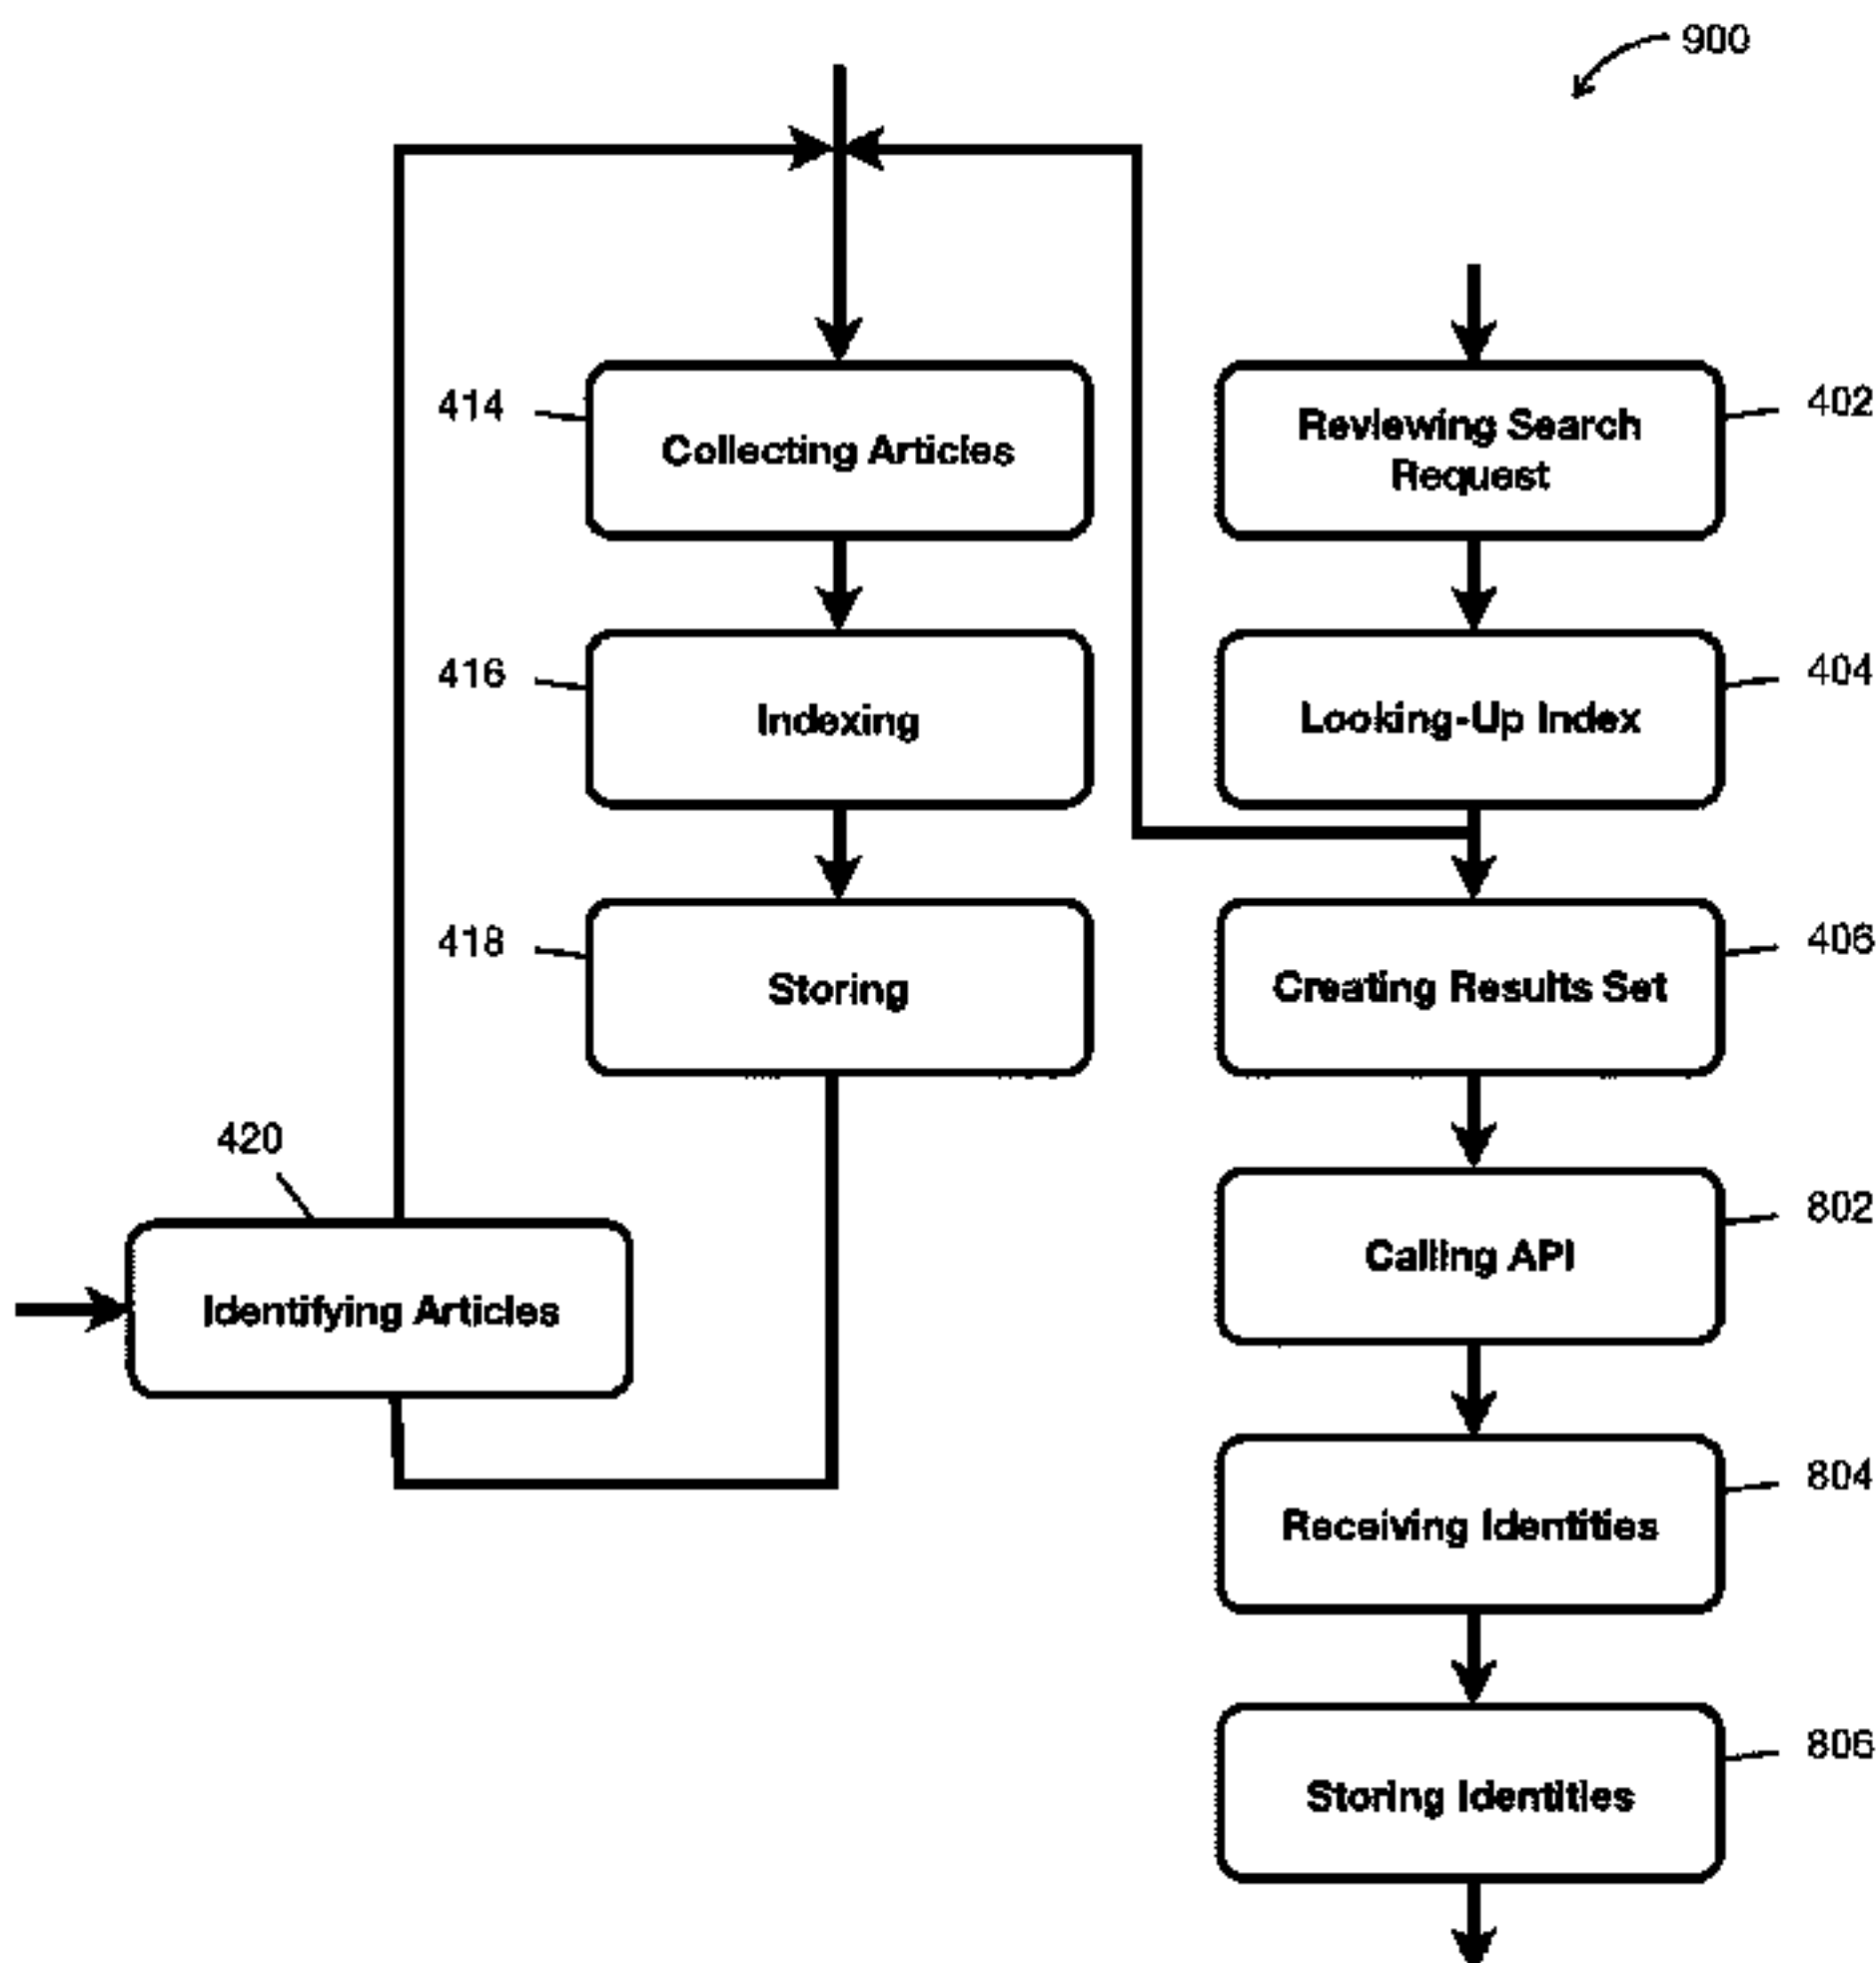 900
414
Collecting Articles
402
Reviewing Search
Request
416
Indexing
404
Looking-Up Index
418
Storing
406
Creating Results Set
420
Identifying Articles
802
Calling API
804
Receiving Identities
806
Storing Identities